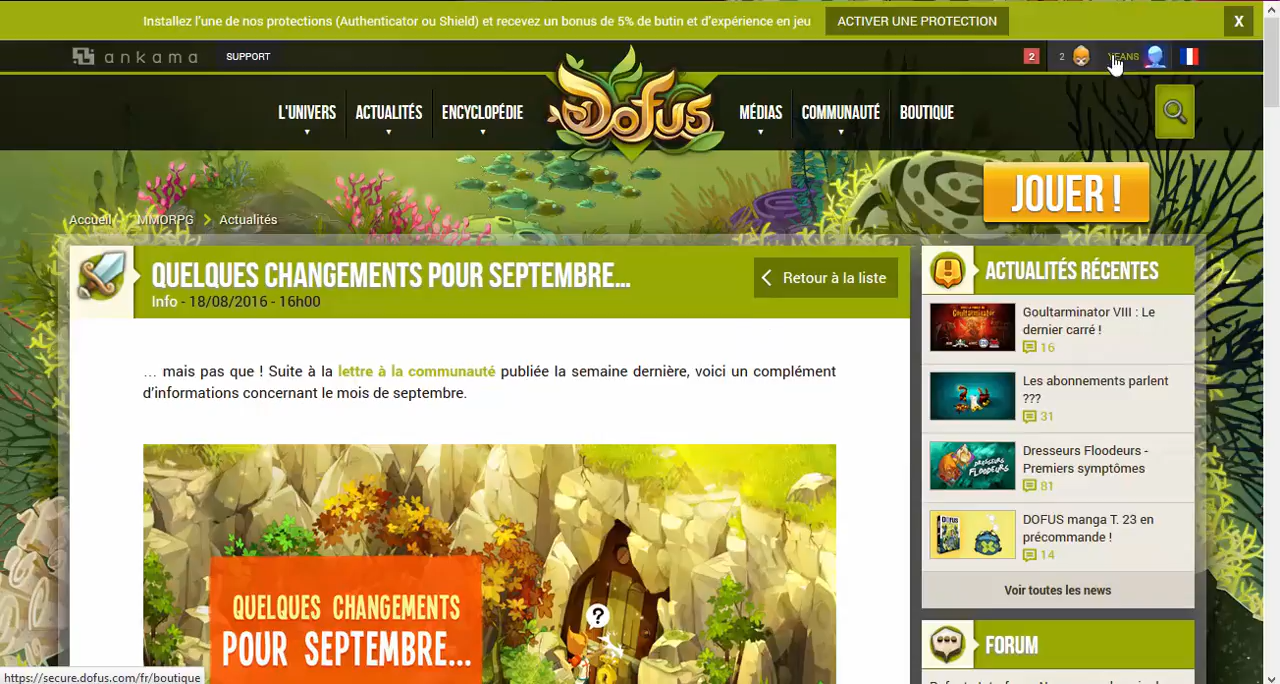 Installez l'une de nos protections (Authenticator ou Shield) et recevez un bonus de 5% de butin et d'expérience en jeu
ACTIVER UNE PROTECTION
X
ankama
SUPPORT
2
2
YEANS
L'UNIVERS
ACTUALITÉS
ENCYCLOPÉDIE
DOFUS
MÉDIAS
COMMUNAUTÉ
BOUTIQUE
JOUER !
Accueil
MMORPG
Actualités
QUELQUES CHANGEMENTS POUR SEPTEMBRE...
Info - 18/08/2016 - 16h00
Retour à la liste
… mais pas que ! Suite à la lettre à la communauté publiée la semaine dernière, voici un complément
d'informations concernant le mois de septembre.
QUELQUES CHANGEMENTS
POUR SEPTEMBRE...
?
ACTUALITÉS RÉCENTES
Goultarminator VIII : Le
dernier carré !
16
Les abonnements parlent
???
31
Dresseurs Floodeurs -
Premiers symptômes
81
DOFUS manga T. 23 en
précommande !
14
Voir toutes les news
FORUM
https://secure.dofus.com/fr/boutique